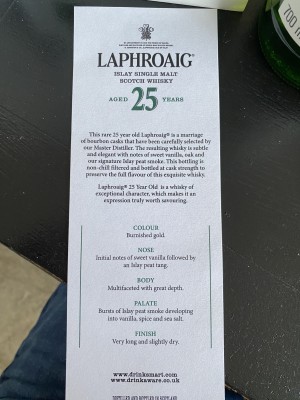 LAPHROAIG®
ISLAY SINGLE MALT
SCOTCH WHISKY
AGED 25 YEARS
This rare 25 year old Laphroaig® is a marriage
of bourbon casks that have been carefully selected by
our Master Distiller. The resulting whisky is subtle
and elegant with notes of sweet vanilla, oak and
our signature Islay peat smoke. This bottling is
non-chill filtered and bottled at cask strength to
preserve the full flavour of this exquisite whisky.
Laphroaig® 25 Year Old is a whisky of
exceptional character, which makes it an
expression truly worth savouring.
COLOUR
Burnished gold.
NOSE
Initial notes of sweet vanilla followed by
an Islay peat tang.
BODY
Multifaceted with great depth.
PALATE
Bursts of Islay peat smoke developing
into vanilla, spice and sea salt.
FINISH
Very long and slightly dry.
www.drinksmart.com
www.drinkaware.co.uk
DISTILLED AND BOTTLED IN SCOTLAND
700 m